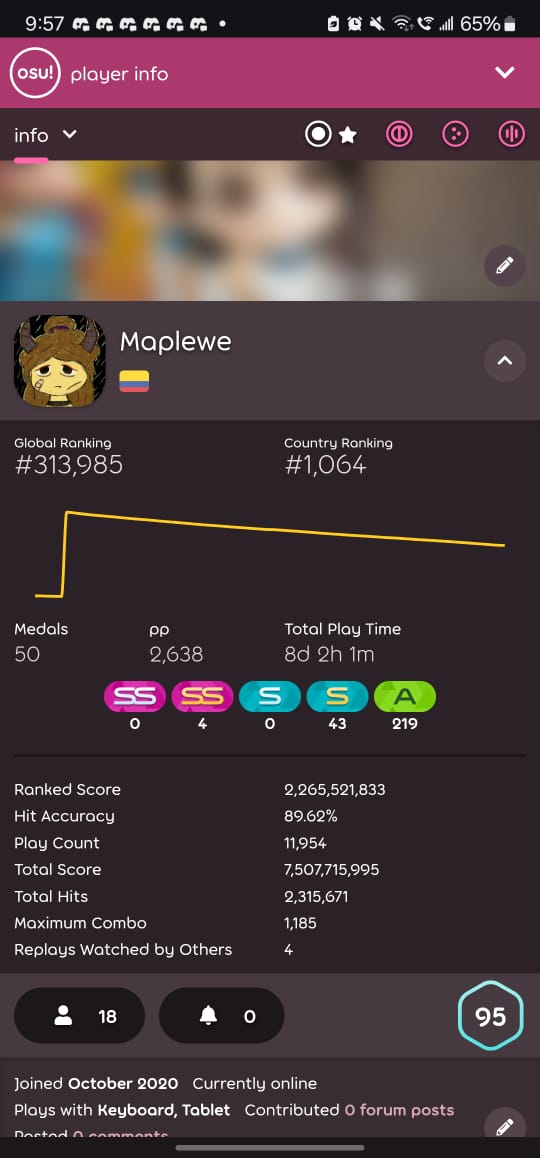 9:57 65%
osu! player info
info
Maplewe
Global Ranking Country Ranking
#313,985 #1,064
Medals pp Total Play Time
50 2,638 8d 2h 1m
SS SS S S A
0 4 0 43 219
Ranked Score 2,265,521,833
Hit Accuracy 89.62%
Play Count 11,954
Total Score 7,507,715,995
Total Hits 2,315,671
Maximum Combo 1,185
Replays Watched by Others 4
18 0 95
Joined October 2020 Currently online
Plays with Keyboard, Tablet Contributed 0 forum posts
Posted 0 comments